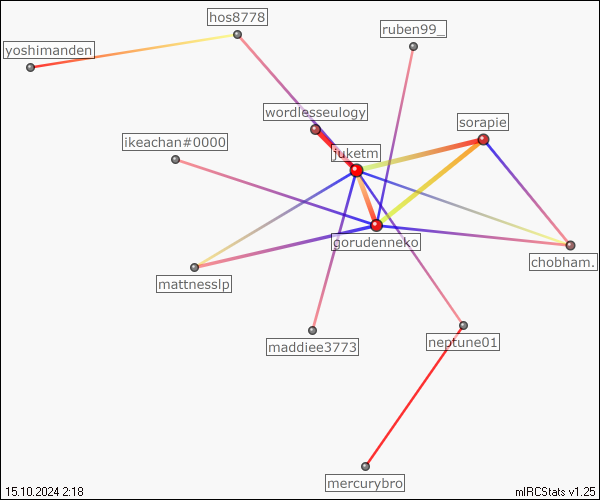 hos8778
ruben99_
yoshimanden
wordlesseulogy
sorapie
ikeachan#0000
juketm
gorudenneko
chobham.
mattnesslp
maddiee3773
neptune01
mercurybro
15.10.2024 2:18
mIRCStats v1.25